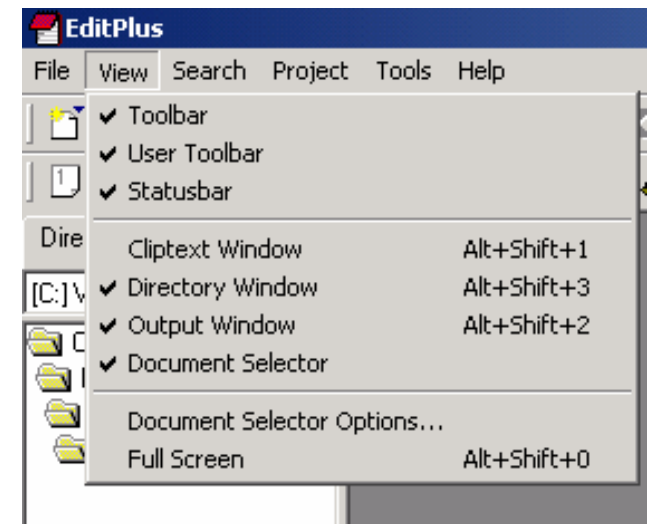 EditPlus
File View Search Project Tools Help
Toolbar
User Toolbar
Statusbar
Cliptext Window Alt+Shift+1
Directory Window Alt+Shift+3
Output Window Alt+Shift+2
Document Selector
Document Selector Options...
Full Screen Alt+Shift+0
1
Dire
[C:]